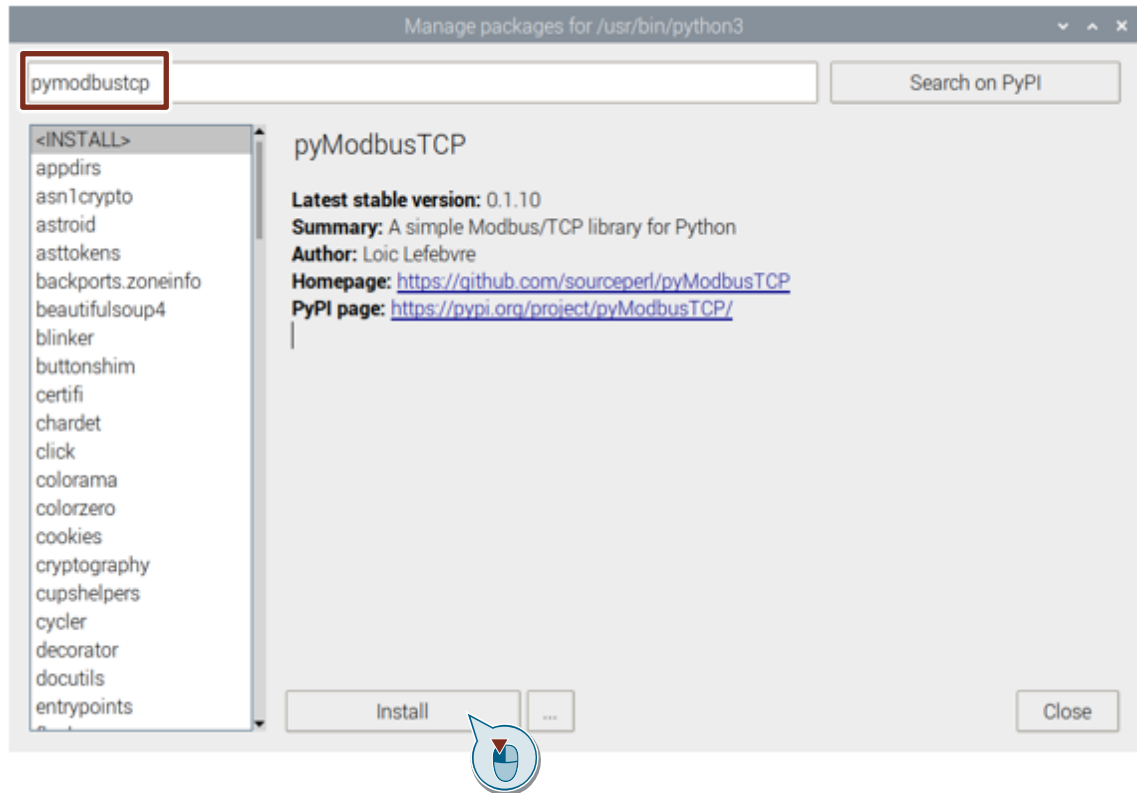 Manage packages for /usr/bin/python3
pymodbustcp
Search on PyPI
<INSTALL>
appdirs
asn1crypto
astroid
asttokens
backports.zoneinfo
beautifulsoup4
blinker
buttonshim
certifi
chardet
click
colorama
colorzero
cookies
cryptography
cupshelpers
cycler
decorator
docutils
entrypoints
pyModbusTCP
Latest stable version: 0.1.10
Summary: A simple Modbus/TCP library for Python
Author: Loic Lefebvre
Homepage: https://github.com/sourceperl/pyModbusTCP
PyPI page: https://pypi.org/project/pyModbusTCP/
Install
...
Close